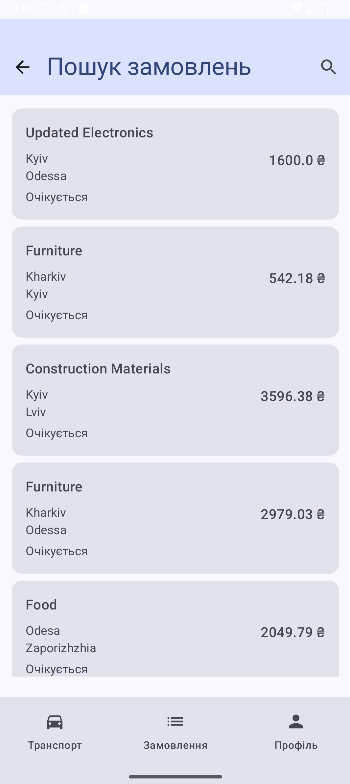 Пошук замовлень
Updated Electronics
Kyiv
1600.0 ₴
Odessa
Очікується
Furniture
Kharkiv
542.18 ₴
Kyiv
Очікується
Construction Materials
Kyiv
3596.38 ₴
Lviv
Очікується
Furniture
Kharkiv
2979.03 ₴
Odessa
Очікується
Food
Odesa
2049.79 ₴
Zaporizhzhia
Очікується
Транспорт
Замовлення
Профіль